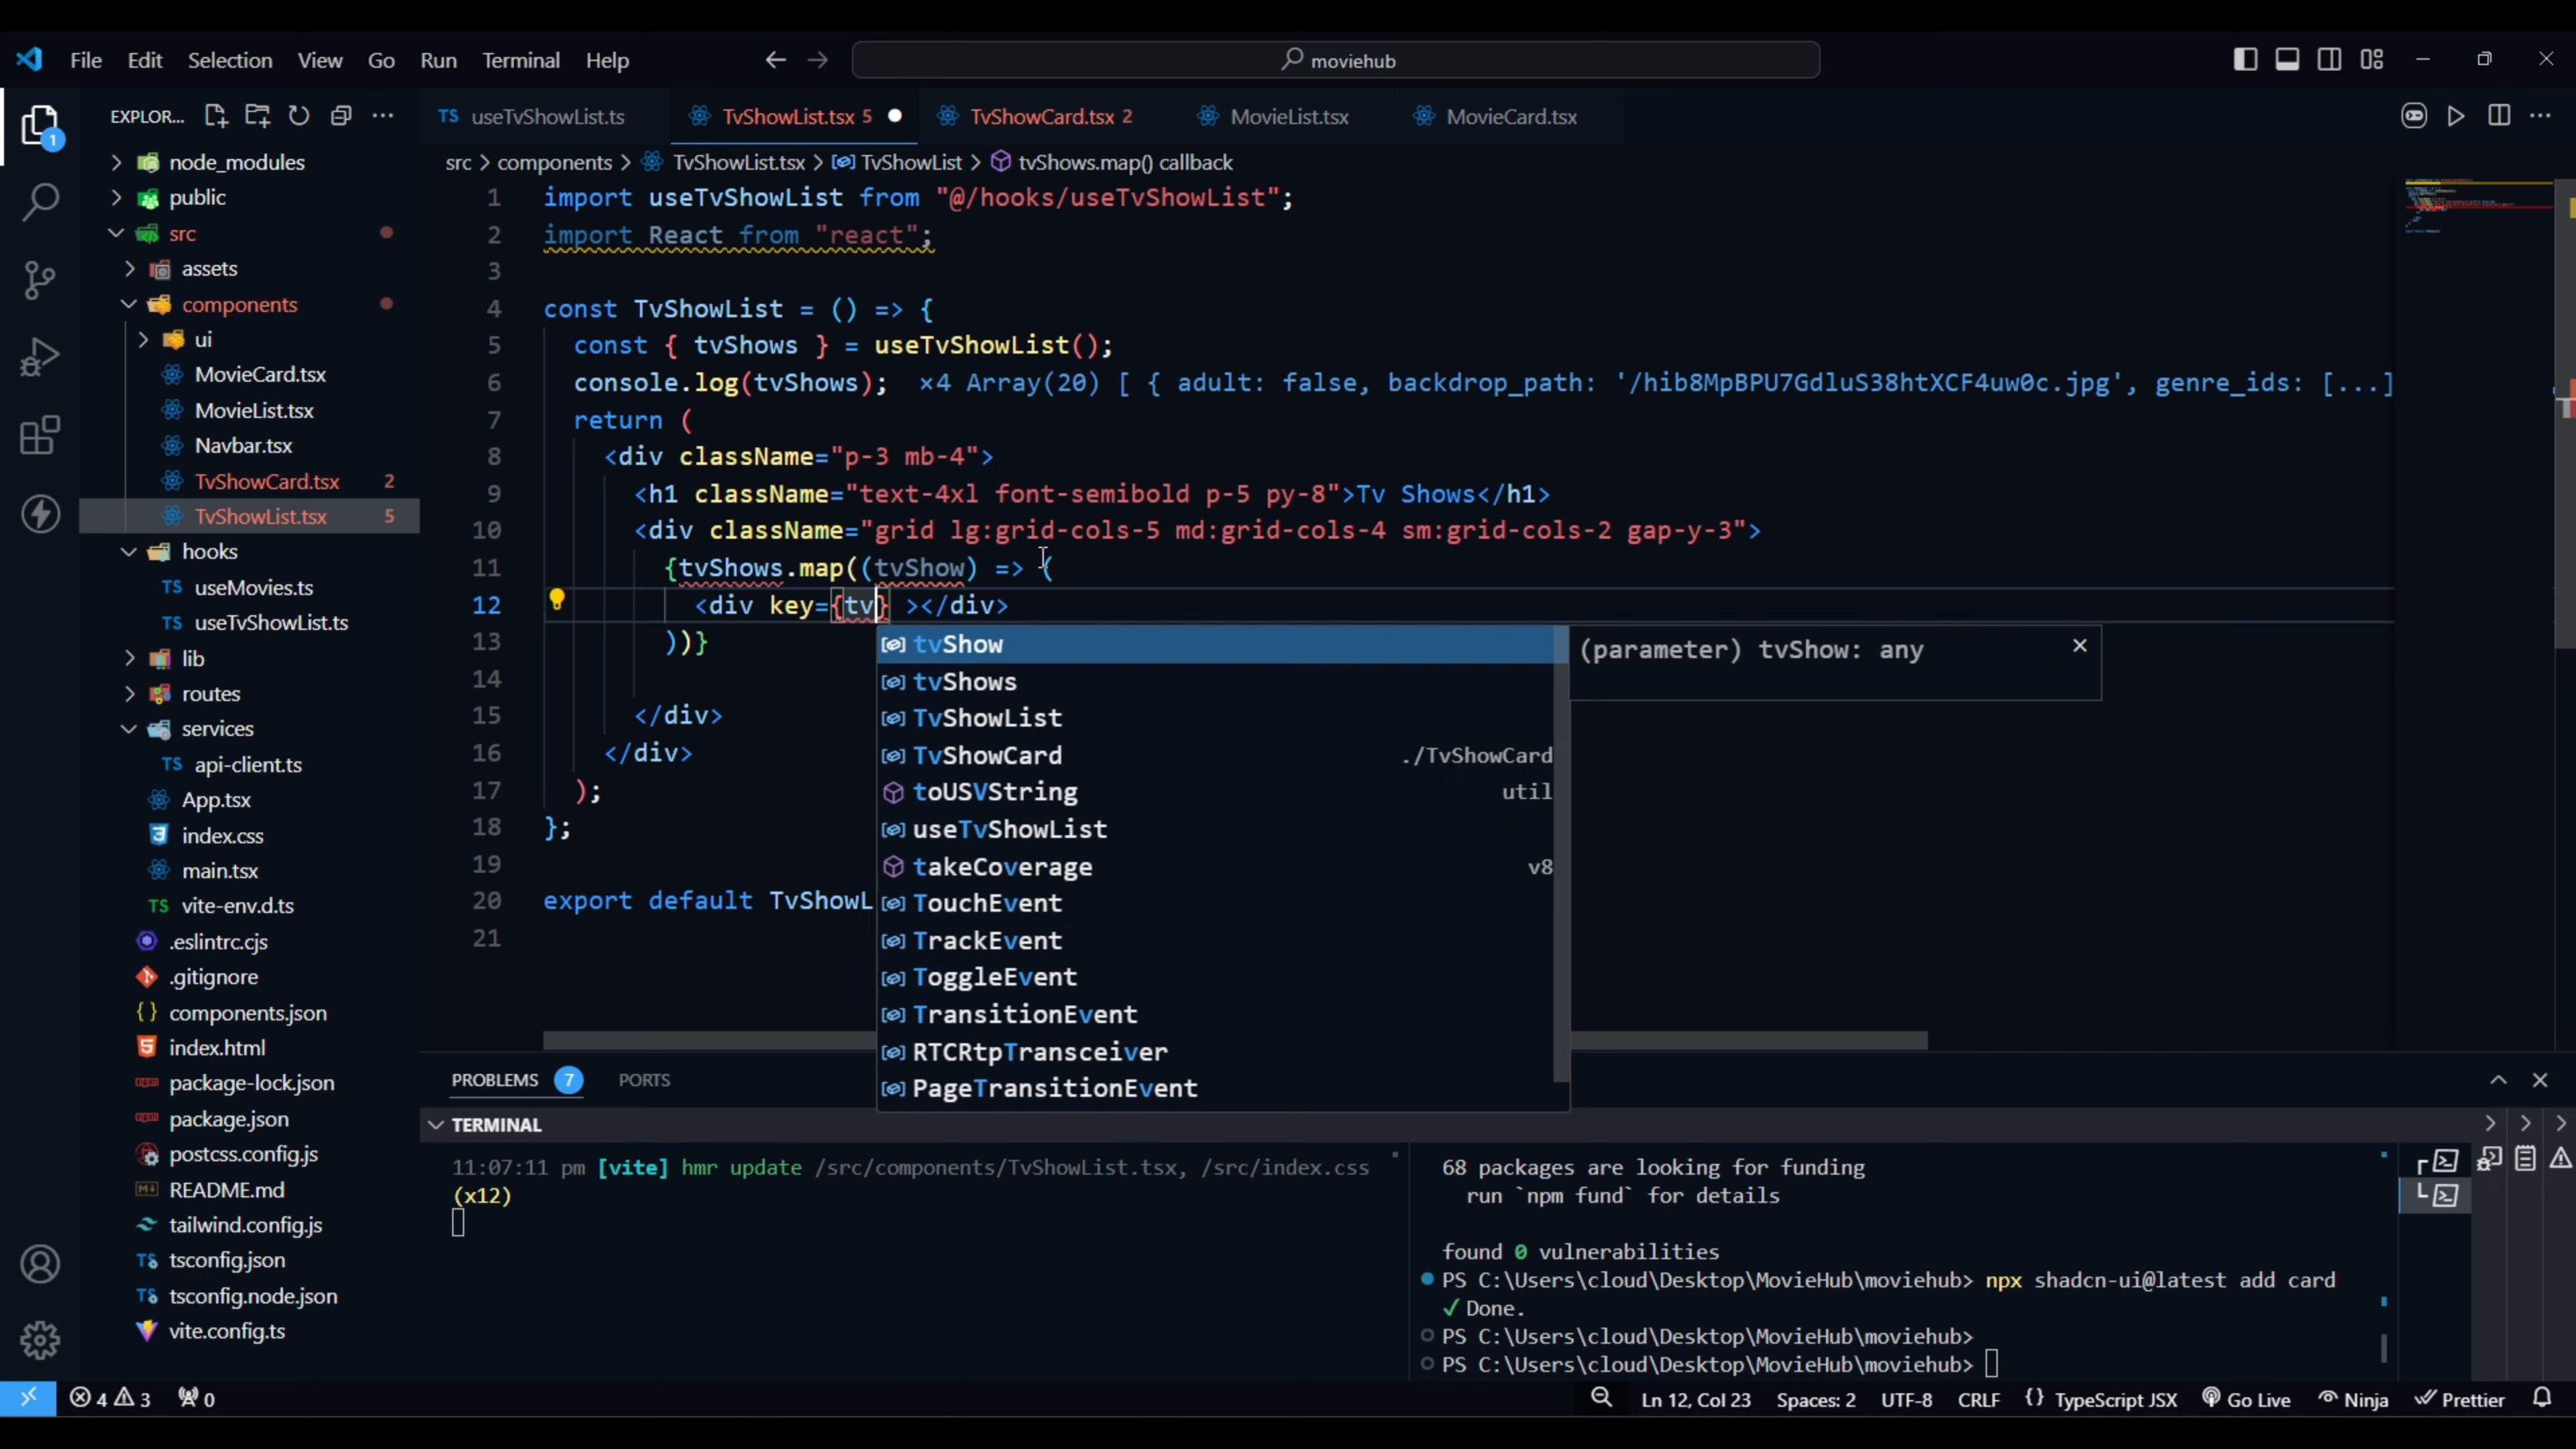 File Edit Selection View Go Run Terminal Help moviehub
EXPLOR...
1
node_modules
public
src
assets
components
ui
MovieCard.tsx
MovieList.tsx
Navbar.tsx
TvShowCard.tsx 2
TvShowList.tsx 5
hooks
TS useMovies.ts
TS useTvShowList.ts
lib
routes
services
TS api-client.ts
App.tsx
index.css
main.tsx
TS vite-env.d.ts
.eslintrc.cjs
.gitignore
components.json
index.html
package-lock.json
package.json
postcss.config.js
README.md
tailwind.config.js
tsconfig.json
tsconfig.node.json
vite.config.ts
TS useTvShowList.ts TvShowList.tsx 5 TvShowCard.tsx 2 MovieList.tsx MovieCard.tsx
src > components > TvShowList.tsx > TvShowList > tvShows.map() callback
1 import useTvShowList from "@/hooks/useTvShowList";
2 import React from "react";
3
4 const TvShowList = () => {
5 const { tvShows } = useTvShowList();
6 console.log(tvShows); ×4 Array(20) [ { adult: false, backdrop_path: '/hib8MpBPU7GdluS38htXCF4uw0c.jpg', genre_ids: [...]
7 return (
8 <div className="p-3 mb-4">
9 <h1 className="text-4xl font-semibold p-5 py-8">Tv Shows</h1>
10 <div className="grid lg:grid-cols-5 md:grid-cols-4 sm:grid-cols-2 gap-y-3">
11 {tvShows.map((tvShow) => (
12 <div key={tv} ></div>
13 ))}
14
15 </div>
16 </div>
17 );
18 };
19
20 export default TvShowL
21
tvShow
tvShows
TvShowList
TvShowCard ./TvShowCard
toUSVString util
useTvShowList
takeCoverage v8
TouchEvent
TrackEvent
ToggleEvent
TransitionEvent
RTCRtpTransceiver
PageTransitionEvent
(parameter) tvShow: any
PROBLEMS 7 PORTS
TERMINAL
11:07:11 pm [vite] hmr update /src/components/TvShowList.tsx, /src/index.css
(x12)
68 packages are looking for funding
run `npm fund` for details
found 0 vulnerabilities
PS C:\Users\cloud\Desktop\MovieHub\moviehub> npx shadcn-ui@latest add card
✓ Done.
PS C:\Users\cloud\Desktop\MovieHub\moviehub>
PS C:\Users\cloud\Desktop\MovieHub\moviehub>
4 3 0 Ln 12, Col 23 Spaces: 2 UTF-8 CRLF {} TypeScript JSX Go Live Ninja Prettier